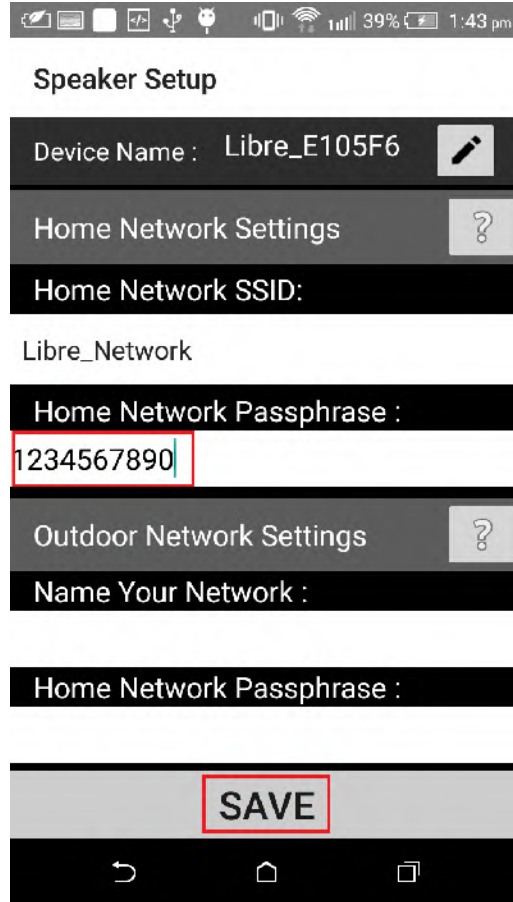 39% 1:43 pm
Speaker Setup
Device Name : Libre_E105F6
Home Network Settings ?
Home Network SSID:
Libre_Network
Home Network Passphrase :
1234567890
Outdoor Network Settings ?
Name Your Network :
Home Network Passphrase :
SAVE